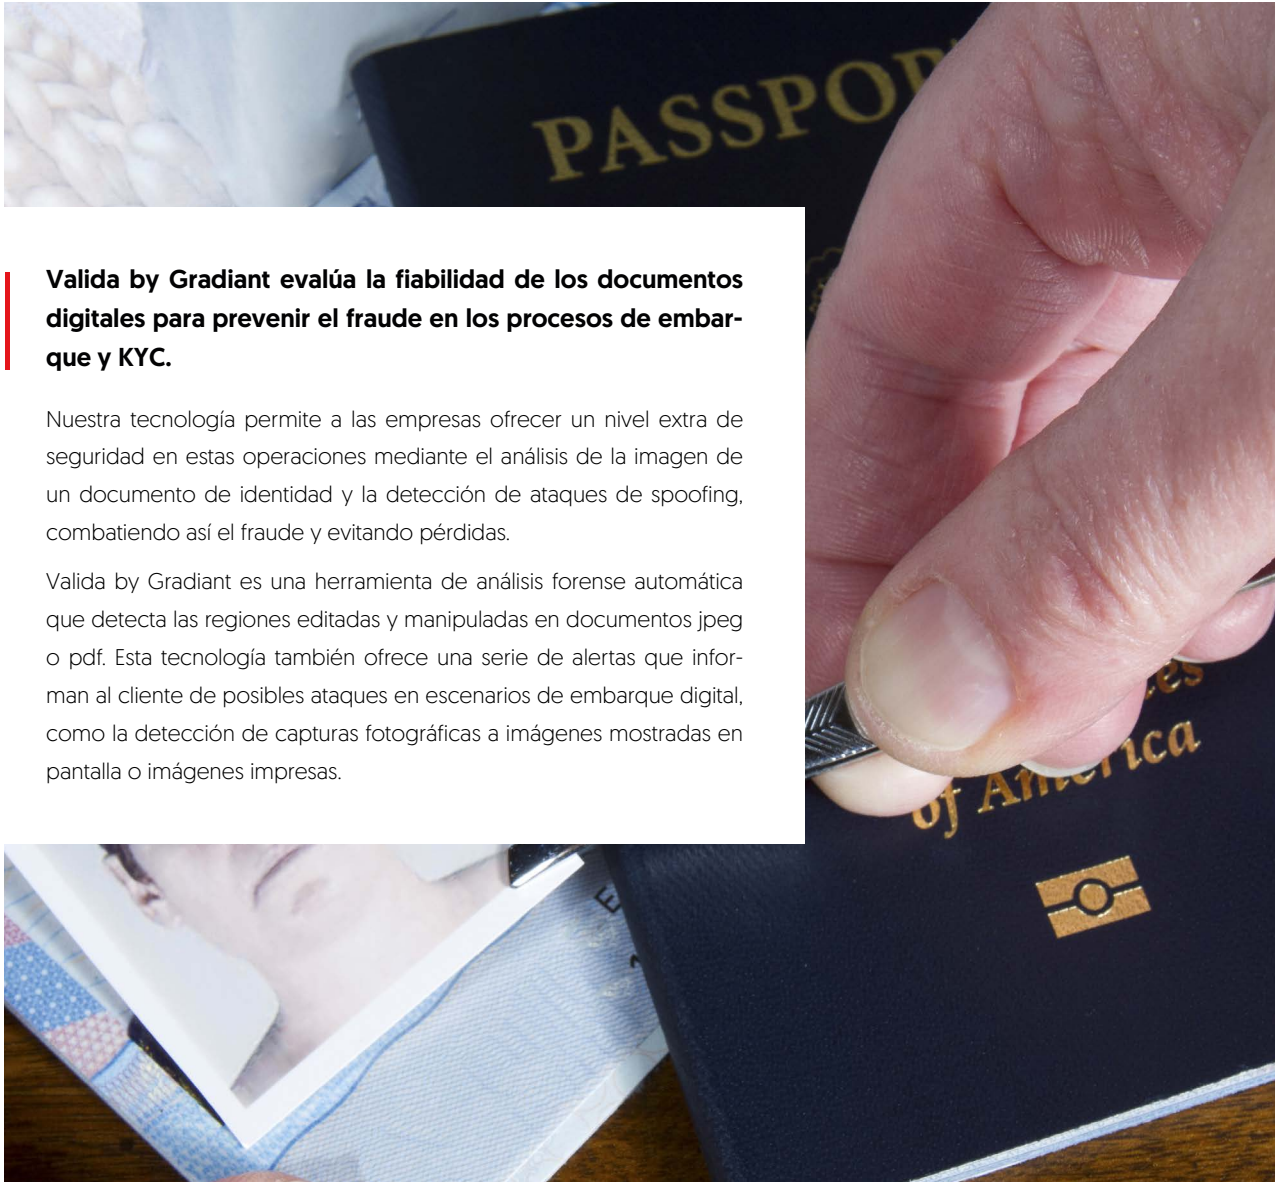 PASSPOR
Valida by Gradiant evalúa la fiabilidad de los documentos
digitales para prevenir el fraude en los procesos de embar-
que y KYC.
Nuestra tecnología permite a las empresas ofrecer un nivel extra de
seguridad en estas operaciones mediante el análisis de la imagen de
un documento de identidad y la detección de ataques de spoofing,
combatiendo así el fraude y evitando pérdidas.
Valida by Gradiant es una herramienta de análisis forense automática
que detecta las regiones editadas y manipuladas en documentos jpeg
o pdf. Esta tecnología también ofrece una serie de alertas que infor-
man al cliente de posibles ataques en escenarios de embarque digital,
como la detección de capturas fotográficas a imágenes mostradas en
pantalla o imágenes impresas.
of America